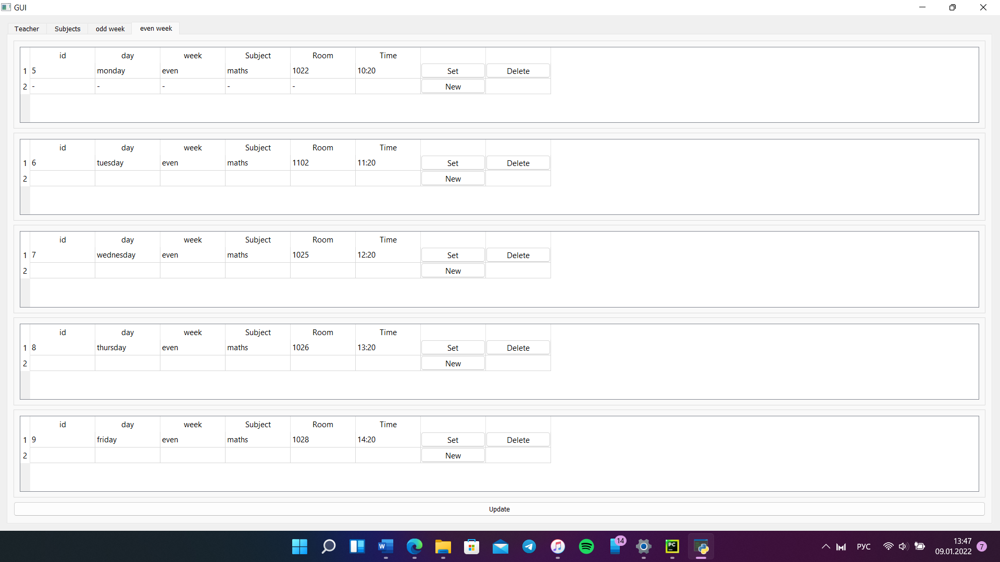 GUI
Teacher Subjects odd week even week
id day week Subject Room Time
1 5 monday even maths 1022 10:20 Set Delete
2 - - - - - New
id day week Subject Room Time
1 6 tuesday even maths 1102 11:20 Set Delete
2 New
id day week Subject Room Time
1 7 wednesday even maths 1025 12:20 Set Delete
2 New
id day week Subject Room Time
1 8 thursday even maths 1026 13:20 Set Delete
2 New
id day week Subject Room Time
1 9 friday even maths 1028 14:20 Set Delete
2 New
Update
W 14 PC РУС 13:47 7
09.01.2022